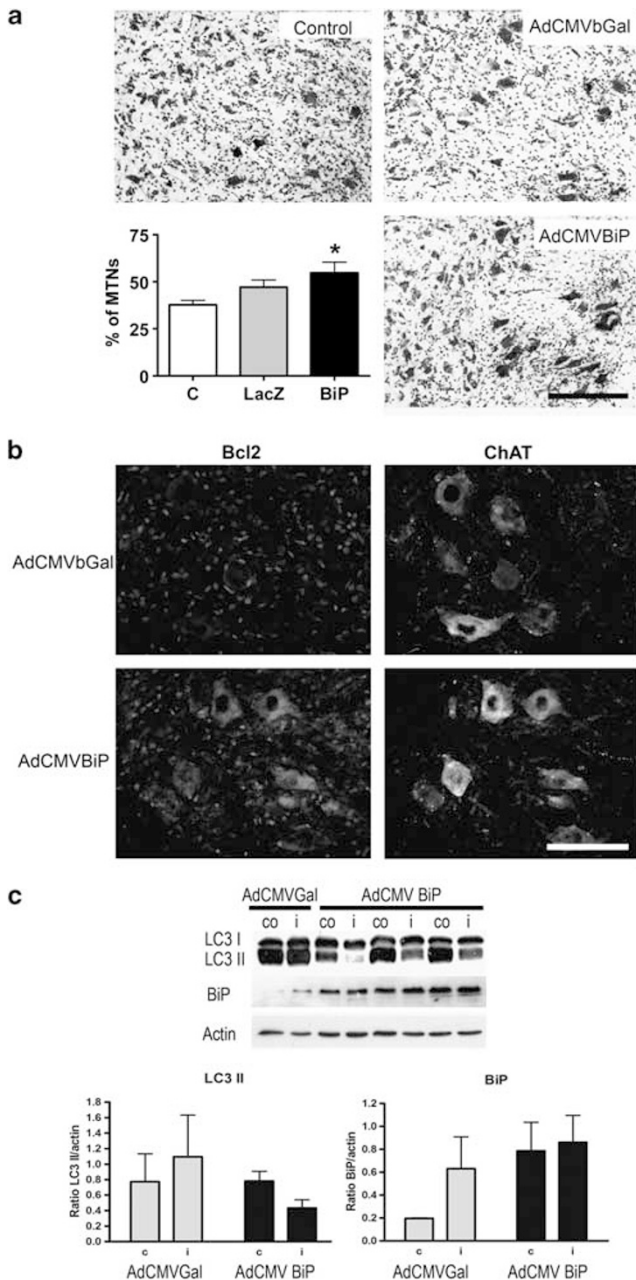 a
Control
AdCMVbGal
AdCMVBiP
% of MTNs
75
50
25
0
*
C LacZ BiP
b
Bcl2 ChAT
AdCMVbGal
AdCMVBiP
c
AdCMVGal AdCMV BiP
co i co i co i co i
LC3 I
LC3 II
BiP
Actin
LC3 II
Ratio LC3 II/actin
1.8
1.6
1.4
1.2
1.0
0.8
0.6
0.4
0.2
0.0
c i c i
AdCMVGal AdCMV BiP
BiP
Ratio BiP/actin
1.2
1.0
0.8
0.6
0.4
0.2
0.0
c i c i
AdCMVGal AdCMV BiP